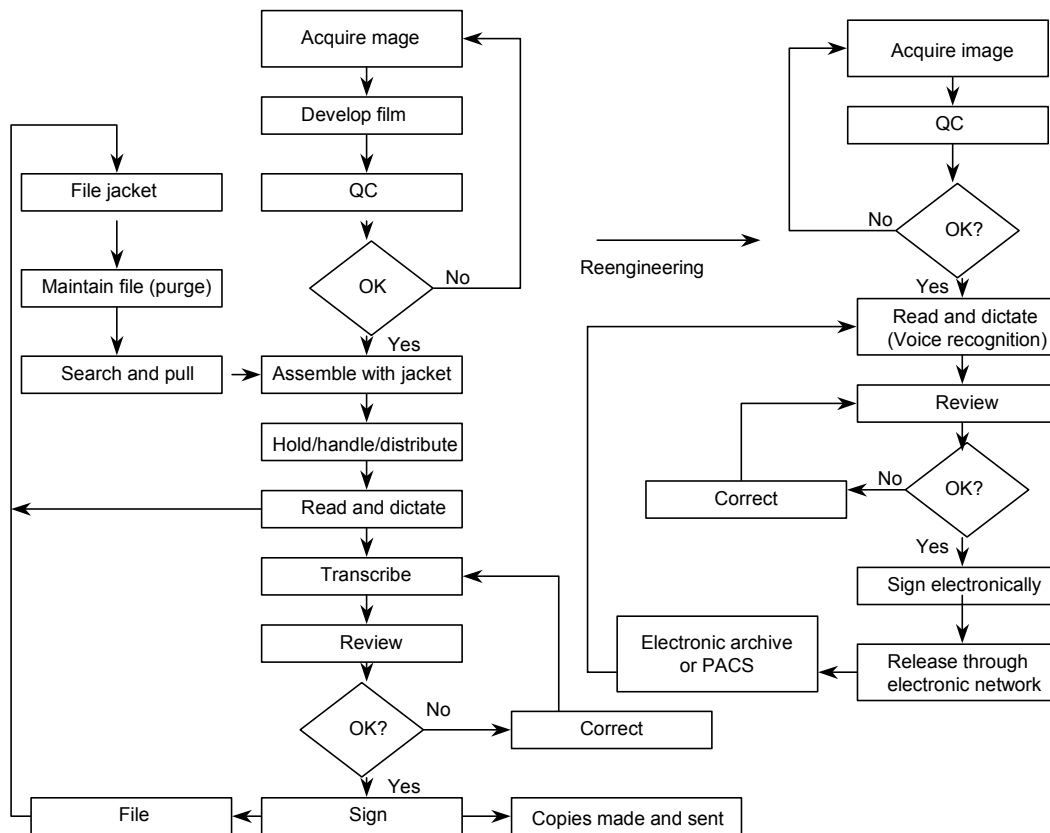 Acquire mage
Develop film
QC
OK
No
Yes
File jacket
Maintain file (purge)
Search and pull
Assemble with jacket
Hold/handle/distribute
Read and dictate
Transcribe
Review
OK?
No
Correct
Yes
File
Sign
Copies made and sent
Reengineering
Acquire image
QC
OK?
No
Yes
Read and dictate
(Voice recognition)
Review
OK?
No
Correct
Yes
Sign electronically
Release through
electronic network
Electronic archive
or PACS